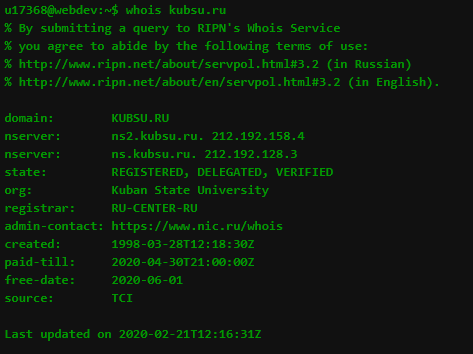 u17368@webdev:~$ whois kubsu.ru
% By submitting a query to RIPN's Whois Service
% you agree to abide by the following terms of use:
% http://www.ripn.net/about/servpol.html#3.2 (in Russian)
% http://www.ripn.net/about/en/servpol.html#3.2 (in English).

domain:        KUBSU.RU
nserver:       ns2.kubsu.ru. 212.192.158.4
nserver:       ns.kubsu.ru. 212.192.128.3
state:         REGISTERED, DELEGATED, VERIFIED
org:           Kuban State University
registrar:     RU-CENTER-RU
admin-contact: https://www.nic.ru/whois
created:       1998-03-28T12:18:30Z
paid-till:     2020-04-30T21:00:00Z
free-date:     2020-06-01
source:        TCI

Last updated on 2020-02-21T12:16:31Z